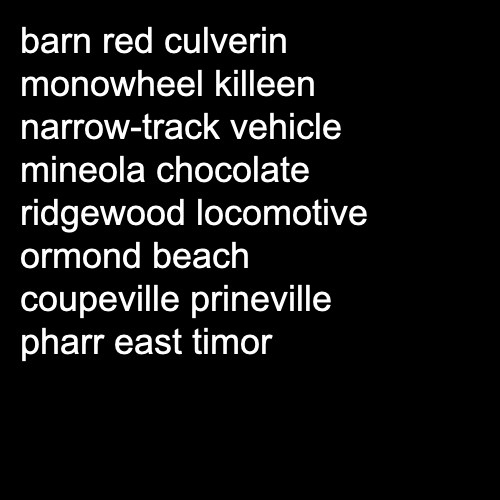 barn red culverin
monowheel killeen
narrow-track vehicle
mineola chocolate
ridgewood locomotive
ormond beach
coupeville prineville
pharr east timor